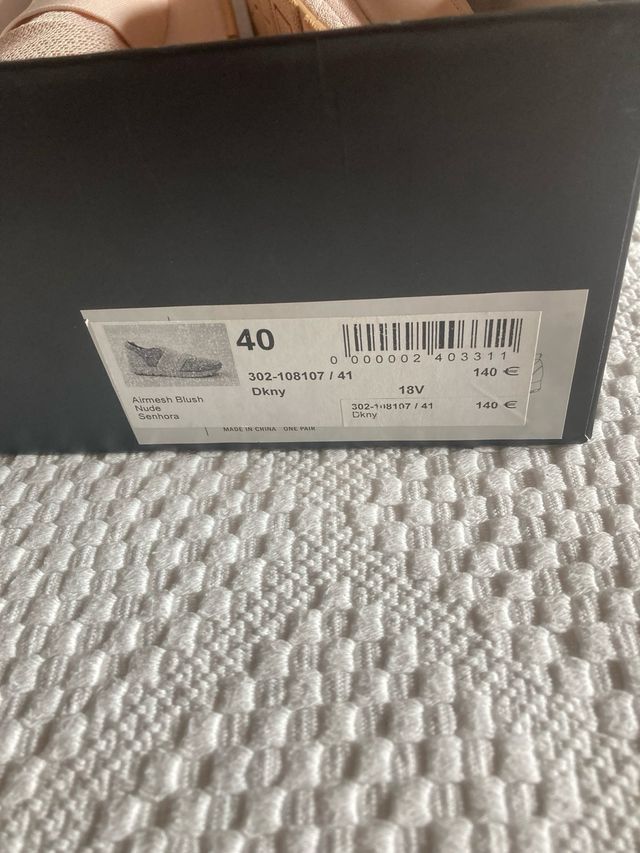 40
0 000002 403311
302-108107 / 41
140 €
Dkny
18V
Airmesh Blush
Nude
Senhora
302-108107 / 41
140 €
Dkny
MADE IN CHINA ONE PAIR